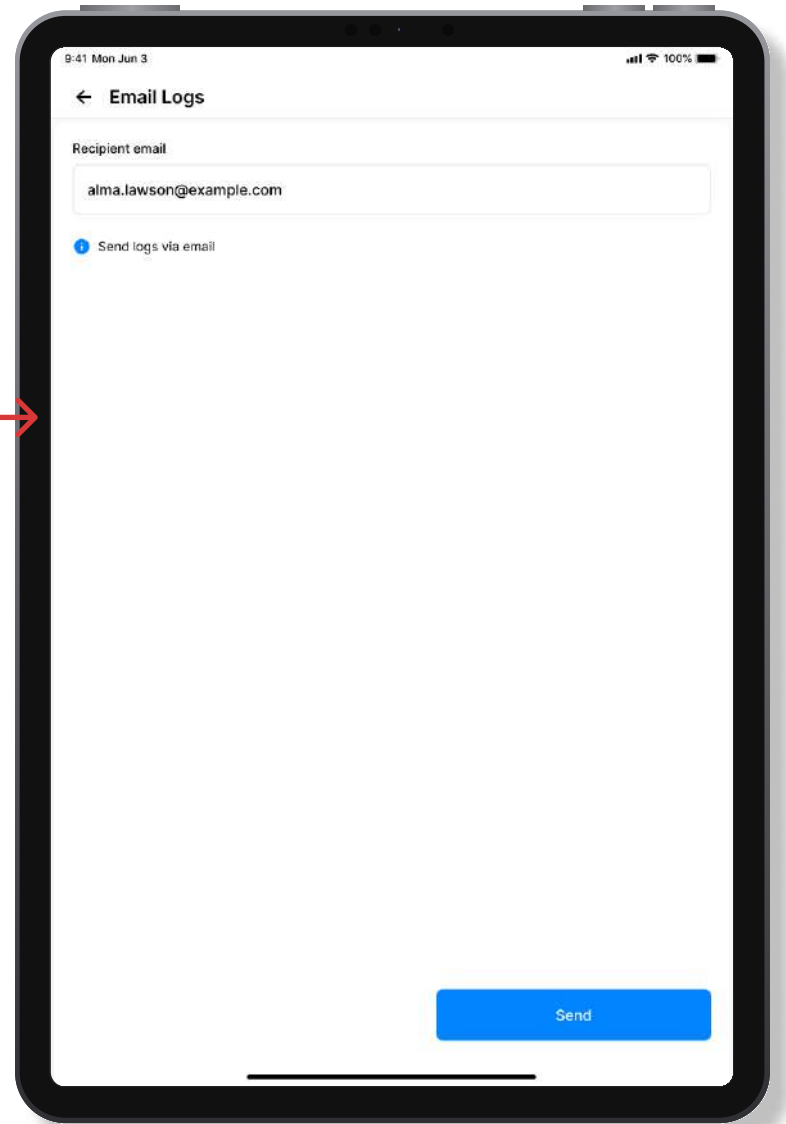 9:41 Mon Jun 3
100%
Email Logs
Recipient email
alma.lawson@example.com
Send logs via email
Send